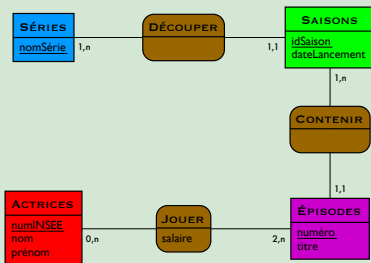 SÉRIES
nomSérie
1,n
DÉCOUPER
1,1
SAISONS
idSaison
dateLancement
1,n
CONTENIR
1,1
ACTRICES
numINSEE
nom
prénom
0,n
JOUER
salaire
2,n
ÉPISODES
numéro
titre